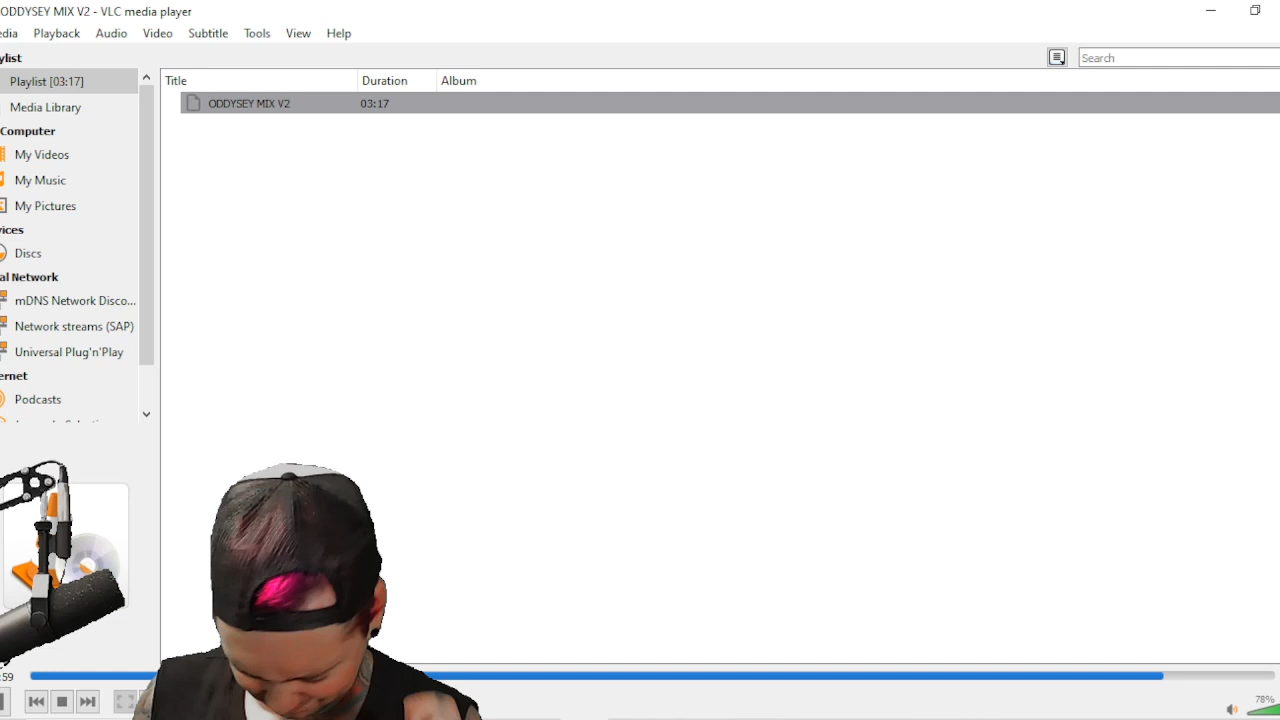 ODDYSEY MIX V2 - VLC media player
edia Playback Audio Video Subtitle Tools View Help
ylist
Search
Playlist [03:17]
Title Duration Album
ODDYSEY MIX V2 03:17
Media Library
Computer
My Videos
My Music
My Pictures
vices
Discs
al Network
mDNS Network Disco...
Network streams (SAP)
Universal Plug'n'Play
ernet
Podcasts
:59
78%